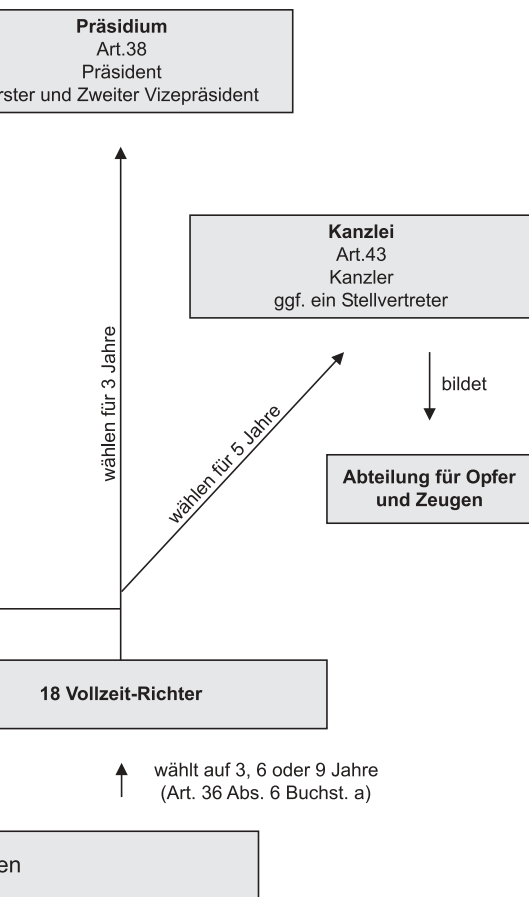 Präsidium
Art.38
Präsident
rster und Zweiter Vizepräsident
Kanzlei
Art.43
Kanzler
ggf. ein Stellvertreter
wählen für 3 Jahre
wählen für 5 Jahre
bildet
Abteilung für Opfer
und Zeugen
18 Vollzeit-Richter
wählt auf 3, 6 oder 9 Jahre
(Art. 36 Abs. 6 Buchst. a)
en